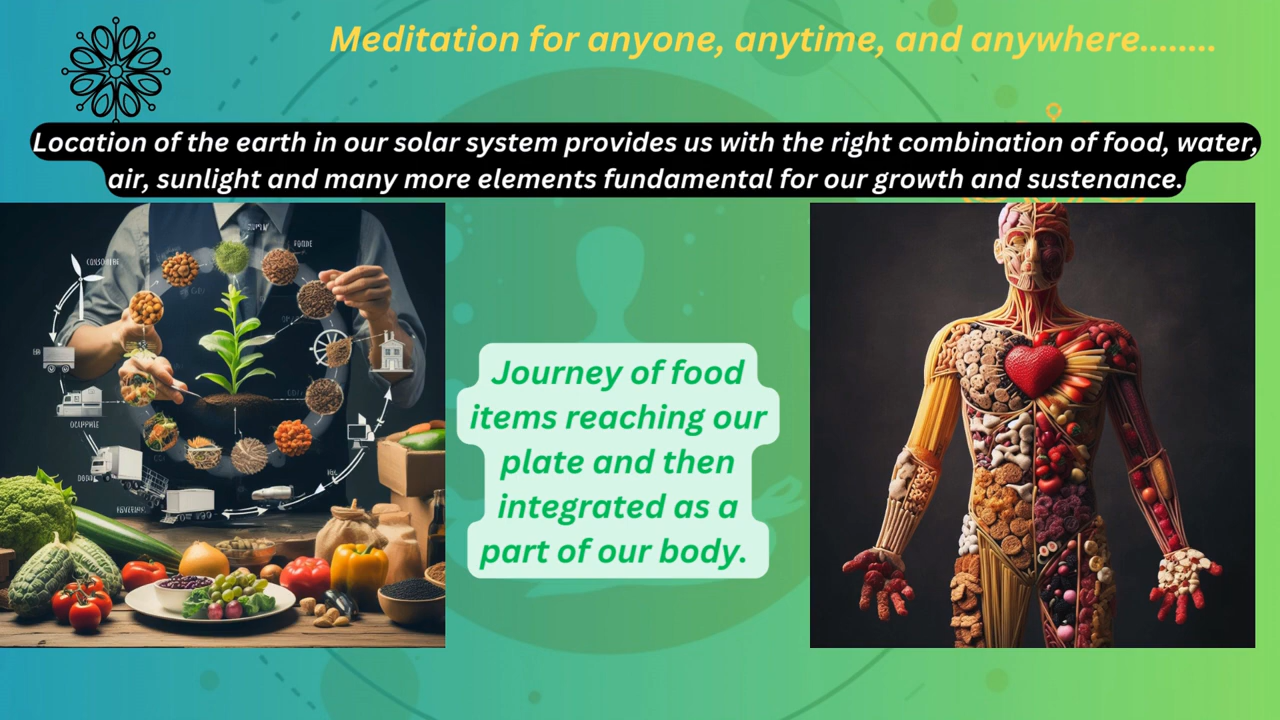 Meditation for anyone, anytime, and anywhere........
Location of the earth in our solar system provides us with the right combination of food, water,
air, sunlight and many more elements fundamental for our growth and sustenance.
Journey of food
items reaching our
plate and then
integrated as a
part of our body.